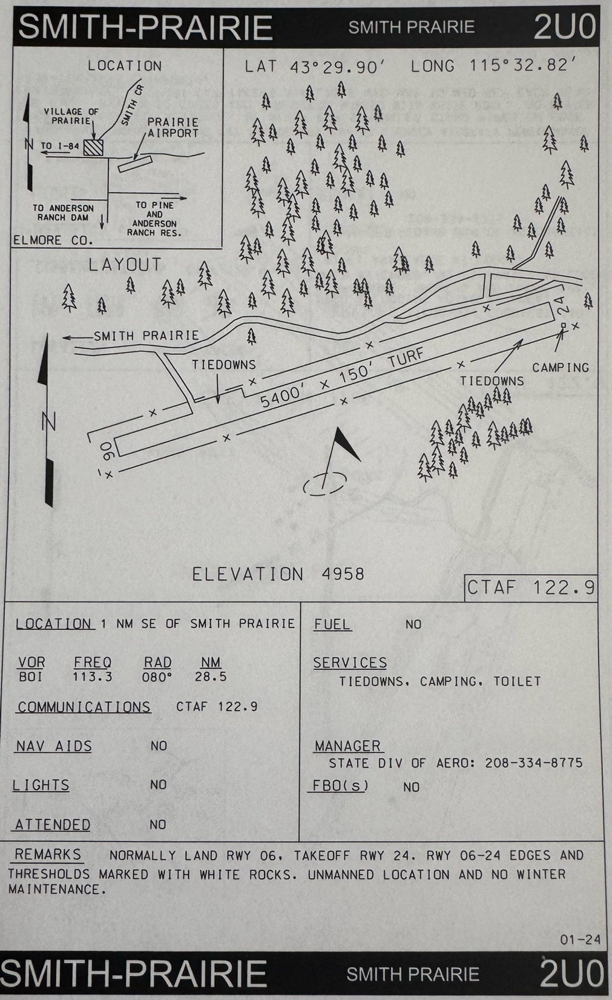 SMITH-PRAIRIE SMITH PRAIRIE 2U0
LOCATION
LAT 43°29.90′ LONG 115°32.82′
SMITH CR
VILLAGE OF
PRAIRIE
PRAIRIE
AIRPORT
N
TO I-84
TO ANDERSON
RANCH DAM
TO PINE
AND
ANDERSON
RANCH RES.
ELMORE CO.
LAYOUT
SMITH PRAIRIE
24
TIEDOWNS
5400′ x 150′ TURF
CAMPING
TIEDOWNS
N
06
ELEVATION 4958
CTAF 122.9
LOCATION 1 NM SE OF SMITH PRAIRIE
VOR FREQ RAD NM
BOI 113.3 080° 28.5
COMMUNICATIONS CTAF 122.9
NAV AIDS NO
LIGHTS NO
ATTENDED NO
FUEL NO
SERVICES
TIEDOWNS, CAMPING, TOILET
MANAGER
STATE DIV OF AERO: 208-334-8775
FBO(s) NO
REMARKS NORMALLY LAND RWY 06, TAKEOFF RWY 24. RWY 06-24 EDGES AND
THRESHOLDS MARKED WITH WHITE ROCKS. UNMANNED LOCATION AND NO WINTER
MAINTENANCE.
01-24
SMITH-PRAIRIE SMITH PRAIRIE 2U0